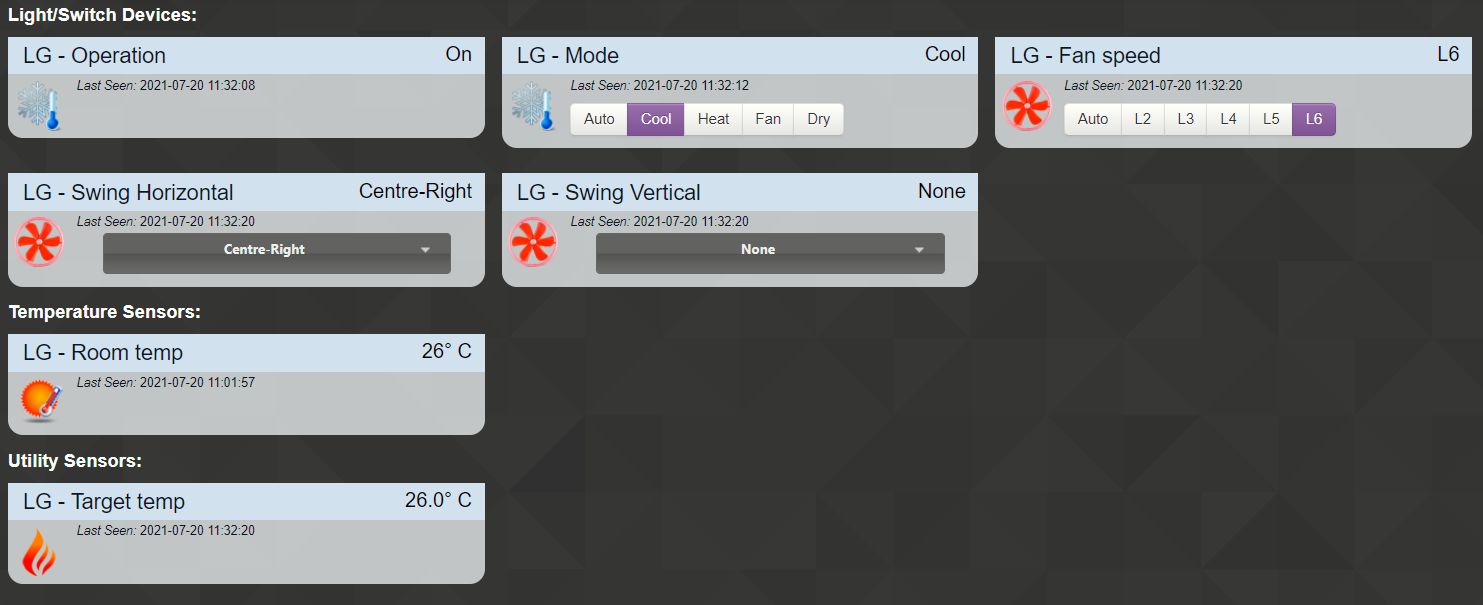 Light/Switch Devices:
LG - Operation On
Last Seen: 2021-07-20 11:32:08
LG - Mode Cool
Last Seen: 2021-07-20 11:32:12
Auto Cool Heat Fan Dry
LG - Fan speed L6
Last Seen: 2021-07-20 11:32:20
Auto L2 L3 L4 L5 L6
LG - Swing Horizontal Centre-Right
Last Seen: 2021-07-20 11:32:20
Centre-Right
LG - Swing Vertical None
Last Seen: 2021-07-20 11:32:20
None
Temperature Sensors:
LG - Room temp 26° C
Last Seen: 2021-07-20 11:01:57
Utility Sensors:
LG - Target temp 26.0° C
Last Seen: 2021-07-20 11:32:20